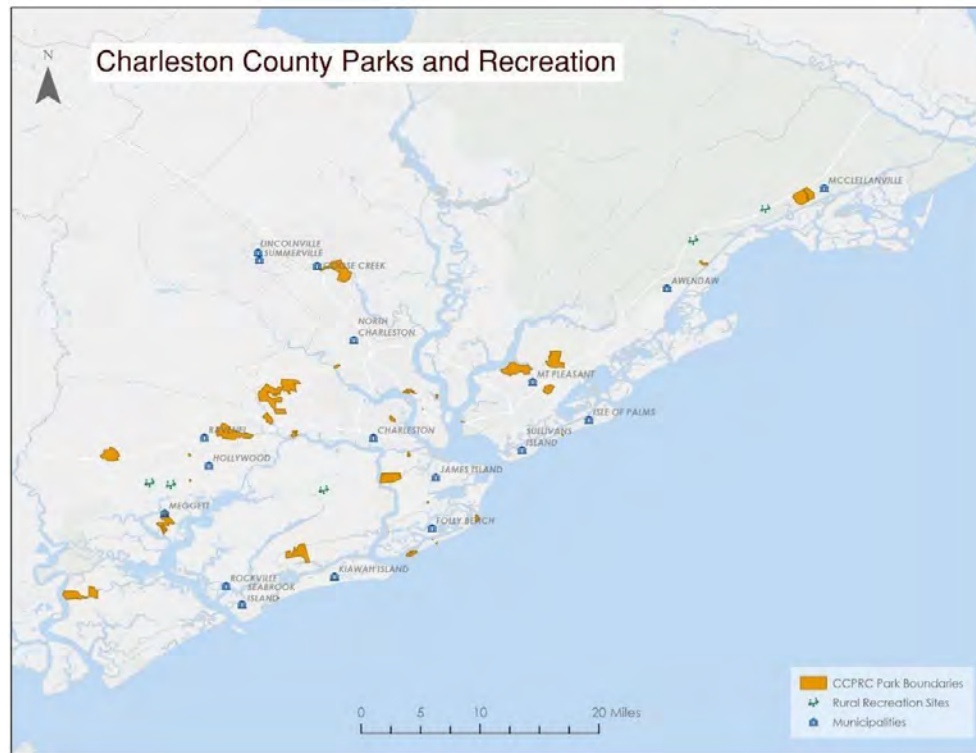 N
Charleston County Parks and Recreation
MCCLELLANVILLE
LINCOLNVILLE
SUMMERVILLE
GOOSE CREEK
AWENDAW
NORTH
CHARLESTON
MT PLEASANT
ISLE OF PALMS
SULLIVANS
ISLAND
RAVENEL
CHARLESTON
HOLLYWOOD
JAMES ISLAND
MEGGETT
FOLLY BEACH
KIAWAH ISLAND
ROCKVILLE
SEABROOK
ISLAND
0 5 10 20 Miles
CCPRC Park Boundaries
Rural Recreation Sites
Municipalities